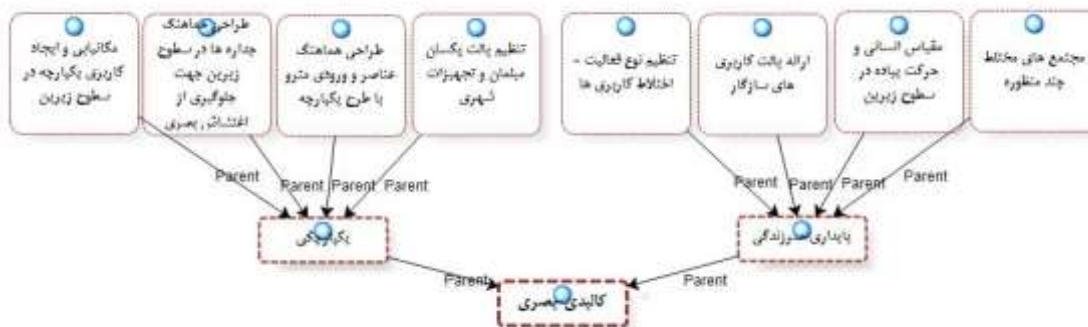 مکانیابی و ایجاد
کاربری یکپارچه در
سطوح زیرین
طراحی هماهنگ
جداره ها در سطوح
زیرین جهت
جلوگیری از
اغتشاش بصری
طراحی هماهنگ
عناصر و ورودی مترو
با طرح یکپارچه
تنظیم پالت یکسان
مبلمان و تجهیزات
شهری
تنظیم نوع فعالیت -
اختلاط کاربری ها
ارائه پالت کاربری
های سازگار
مقیاس انسانی و
حرکت پیاده در
سطوح زیرین
مجتمع های مختلط
چند منظوره
Parent
Parent
Parent
Parent
Parent
Parent
Parent
Parent
یکپارچگی
پایداری سرزندگی
Parent
Parent
کالبدی بصری